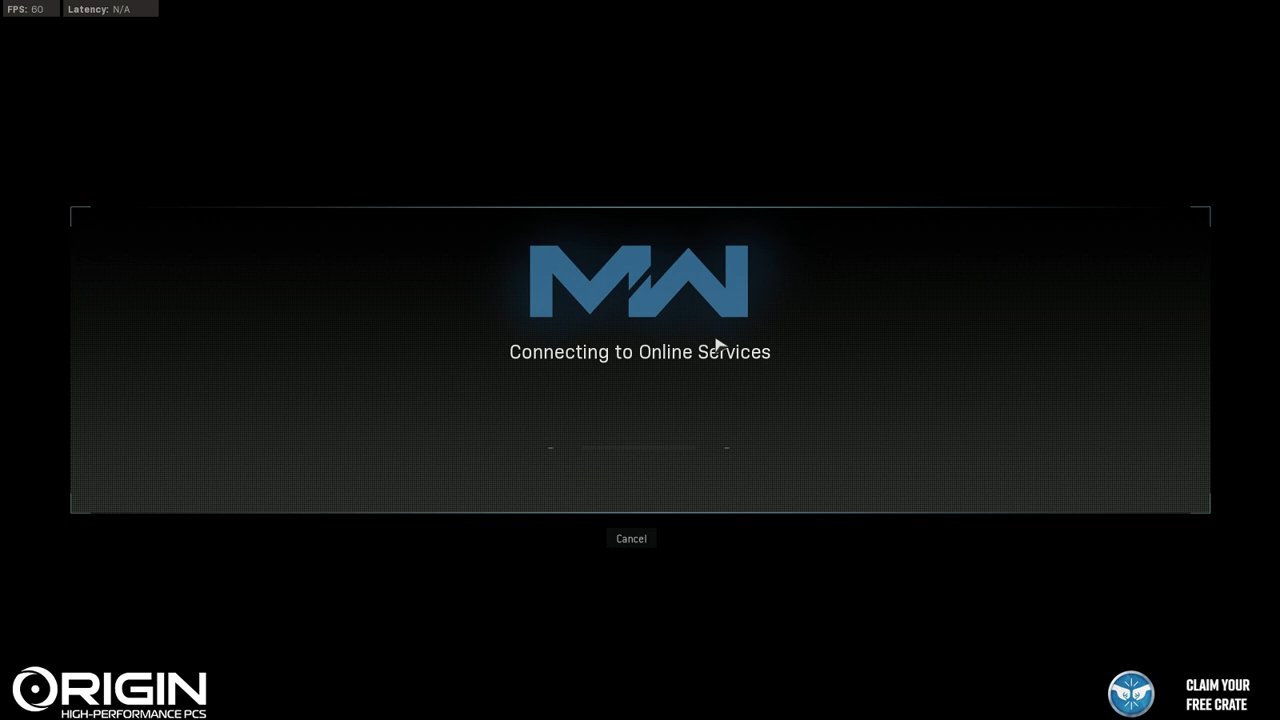 FPS: 60 Latency: N/A
MW
Connecting to Online Services
Cancel
ORIGIN
HIGH-PERFORMANCE PCS
CLAIM YOUR
FREE CRATE